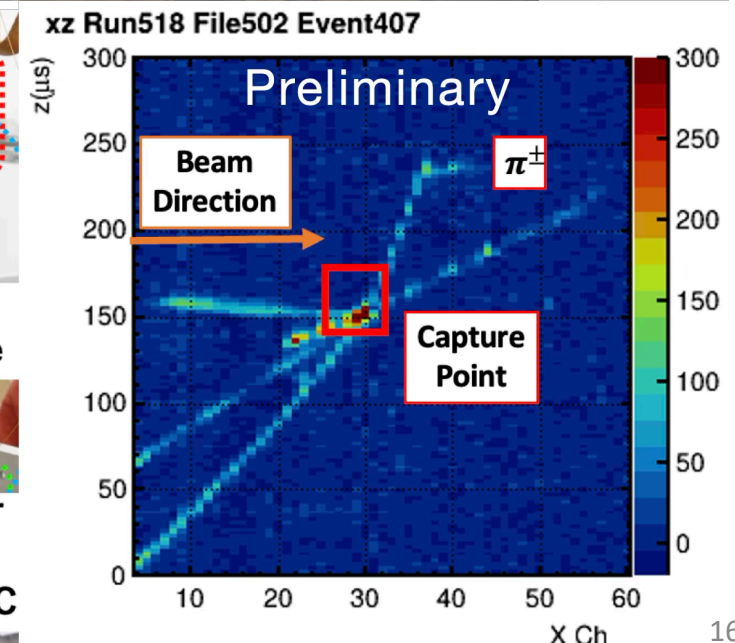 xz Run518 File502 Event407
z(μs)
300
250
200
150
100
50
0
Preliminary
Beam
Direction
π±
Capture
Point
10
20
30
40
50
60
X Ch
300
250
200
150
100
50
0
e
C
16